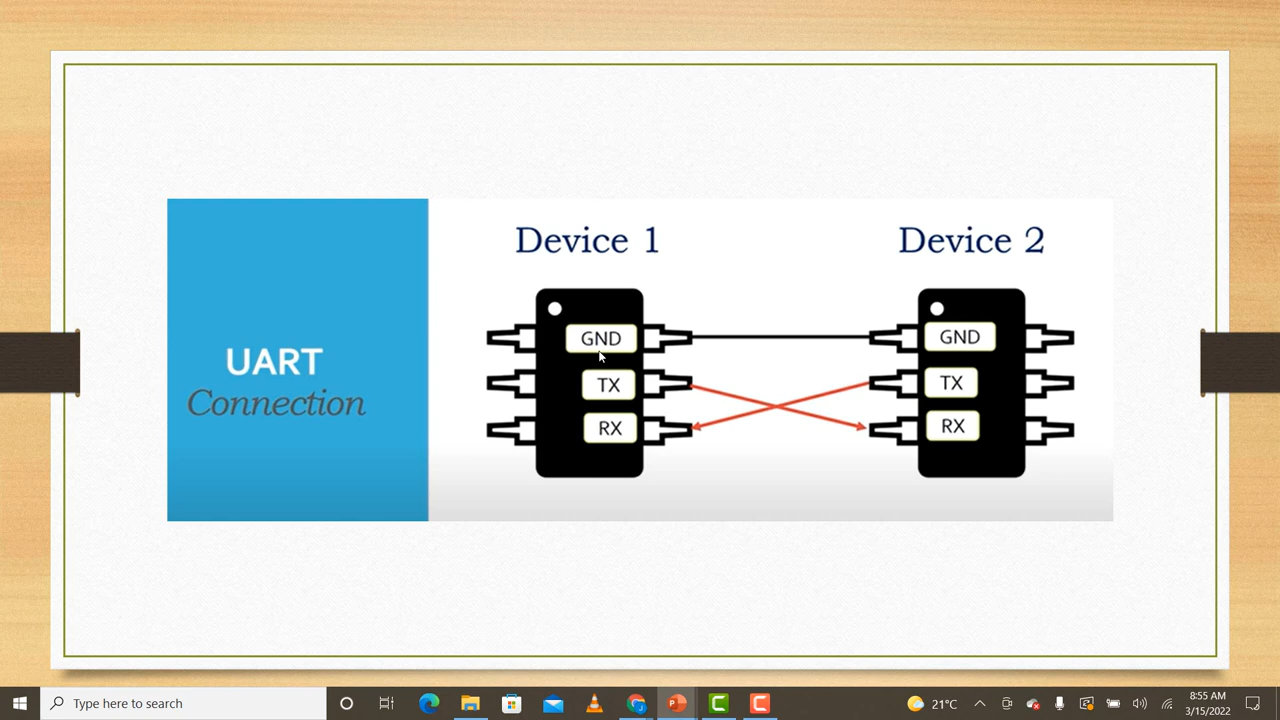 UART
Connection
Device 1
Device 2
GND
TX
RX
GND
TX
RX
Type here to search
21°C
8:55 AM
3/15/2022